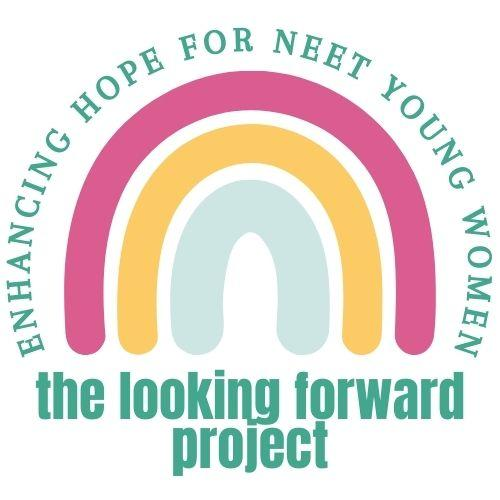 ENHANCING HOPE FOR NEET YOUNG WOMEN
the looking forward
project